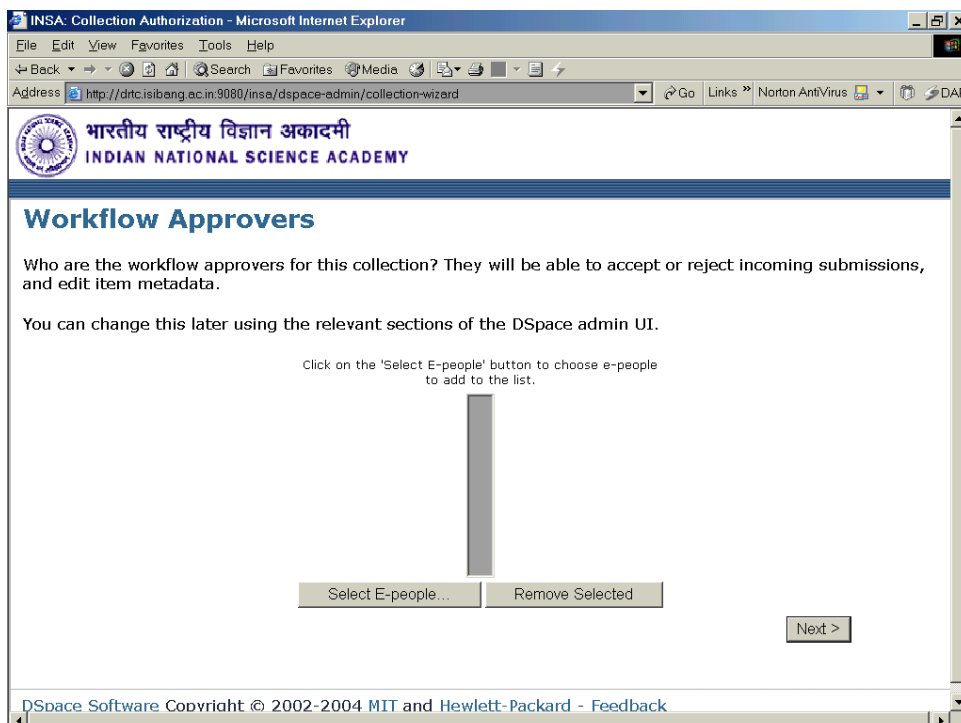 INSA: Collection Authorization - Microsoft Internet Explorer
File Edit View Favorites Tools Help
Back Search Favorites Media
Address http://drtc.isibang.ac.in:9080/insa/dspace-admin/collection-wizard Go Links » Norton AntiVirus DAP
भारतीय राष्ट्रीय विज्ञान अकादमी
INDIAN NATIONAL SCIENCE ACADEMY
Workflow Approvers
Who are the workflow approvers for this collection? They will be able to accept or reject incoming submissions,
and edit item metadata.
You can change this later using the relevant sections of the DSpace admin UI.
Click on the 'Select E-people' button to choose e-people
to add to the list.
Select E-people... Remove Selected
Next >
DSpace Software Copyright © 2002-2004 MIT and Hewlett-Packard - Feedback